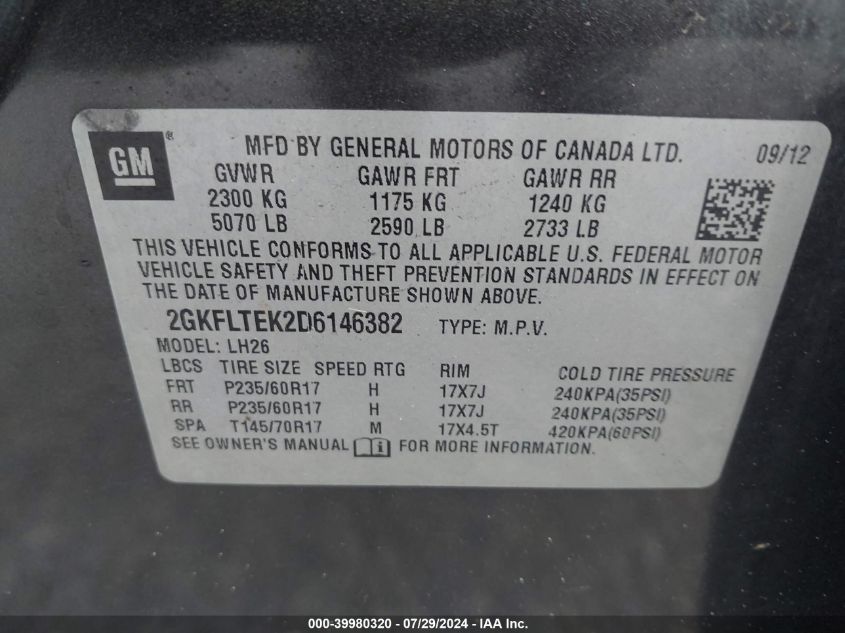 GM ® MFD BY GENERAL MOTORS OF CANADA LTD. 09/12
GVWR GAWR FRT GAWR RR
2300 KG 1175 KG 1240 KG
5070 LB 2590 LB 2733 LB
THIS VEHICLE CONFORMS TO ALL APPLICABLE U.S. FEDERAL MOTOR
VEHICLE SAFETY AND THEFT PREVENTION STANDARDS IN EFFECT ON
THE DATE OF MANUFACTURE SHOWN ABOVE.
2GKFLTEK2D6146382 TYPE: M.P.V.
MODEL: LH26
LBCS TIRE SIZE SPEED RTG RIM COLD TIRE PRESSURE
FRT P235/60R17 H 17X7J 240KPA(35PSI)
RR P235/60R17 H 17X7J 240KPA(35PSI)
SPA T145/70R17 M 17X4.5T 420KPA(60PSI)
SEE OWNER'S MANUAL FOR MORE INFORMATION.
000-39980320 / 07/29/2024 - IAA Inc.